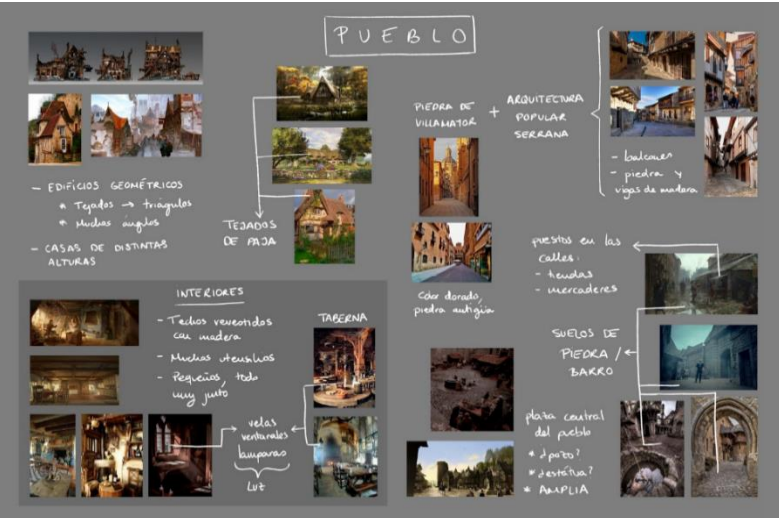 PUEBLO
- EDIFICIOS GEOMÉTRICOS
* Tejados → triángulos
* Muchos ángulos
- CASAS DE DISTINTAS
ALTURAS
TEJADOS
DE PAJA
PIEDRA DE
VILLAMAYOR
+
ARQUITECTURA
POPULAR
SERRANA
- balcones
- piedra y
vigas de madera
Color dorado,
piedra antigua
puestos en las
calles:
- tiendas
- mercaderes
SUELOS DE
PIEDRA /
BARRO
plaza central
del pueblo
* ¿pozo?
* ¿estátua?
* AMPLIA
INTERIORES
- Techos revestidos
con madera
- Muchos utensilios
- Pequeños, todo
muy junto
TABERNA
velas
ventanales
lámparas
LUZ